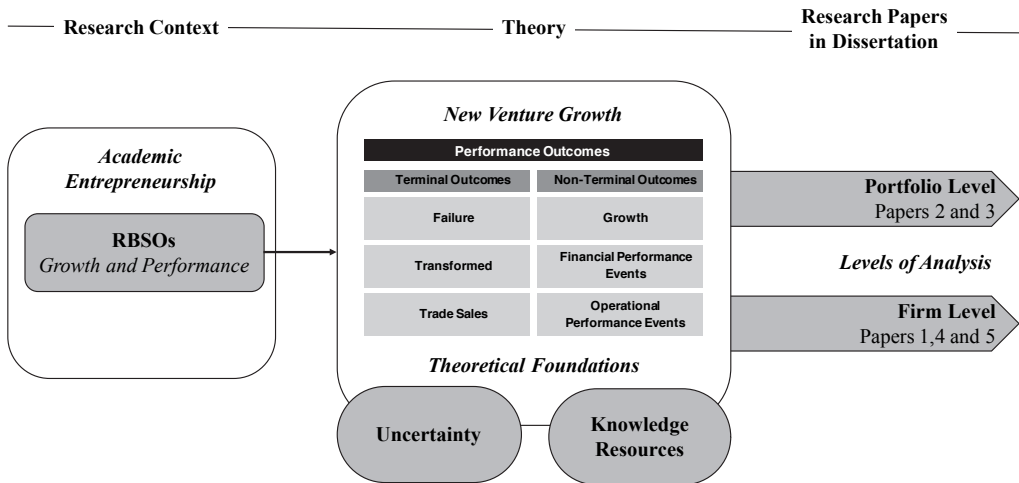 Research Context
Theory
Research Papers
in Dissertation
Academic
Entrepreneurship
RBSOs
Growth and Performance
New Venture Growth
Performance Outcomes
Terminal Outcomes
Non-Terminal Outcomes
Failure
Growth
Transformed
Financial Performance
Events
Trade Sales
Operational
Performance Events
Theoretical Foundations
Uncertainty
Knowledge
Resources
Portfolio Level
Papers 2 and 3
Levels of Analysis
Firm Level
Papers 1,4 and 5